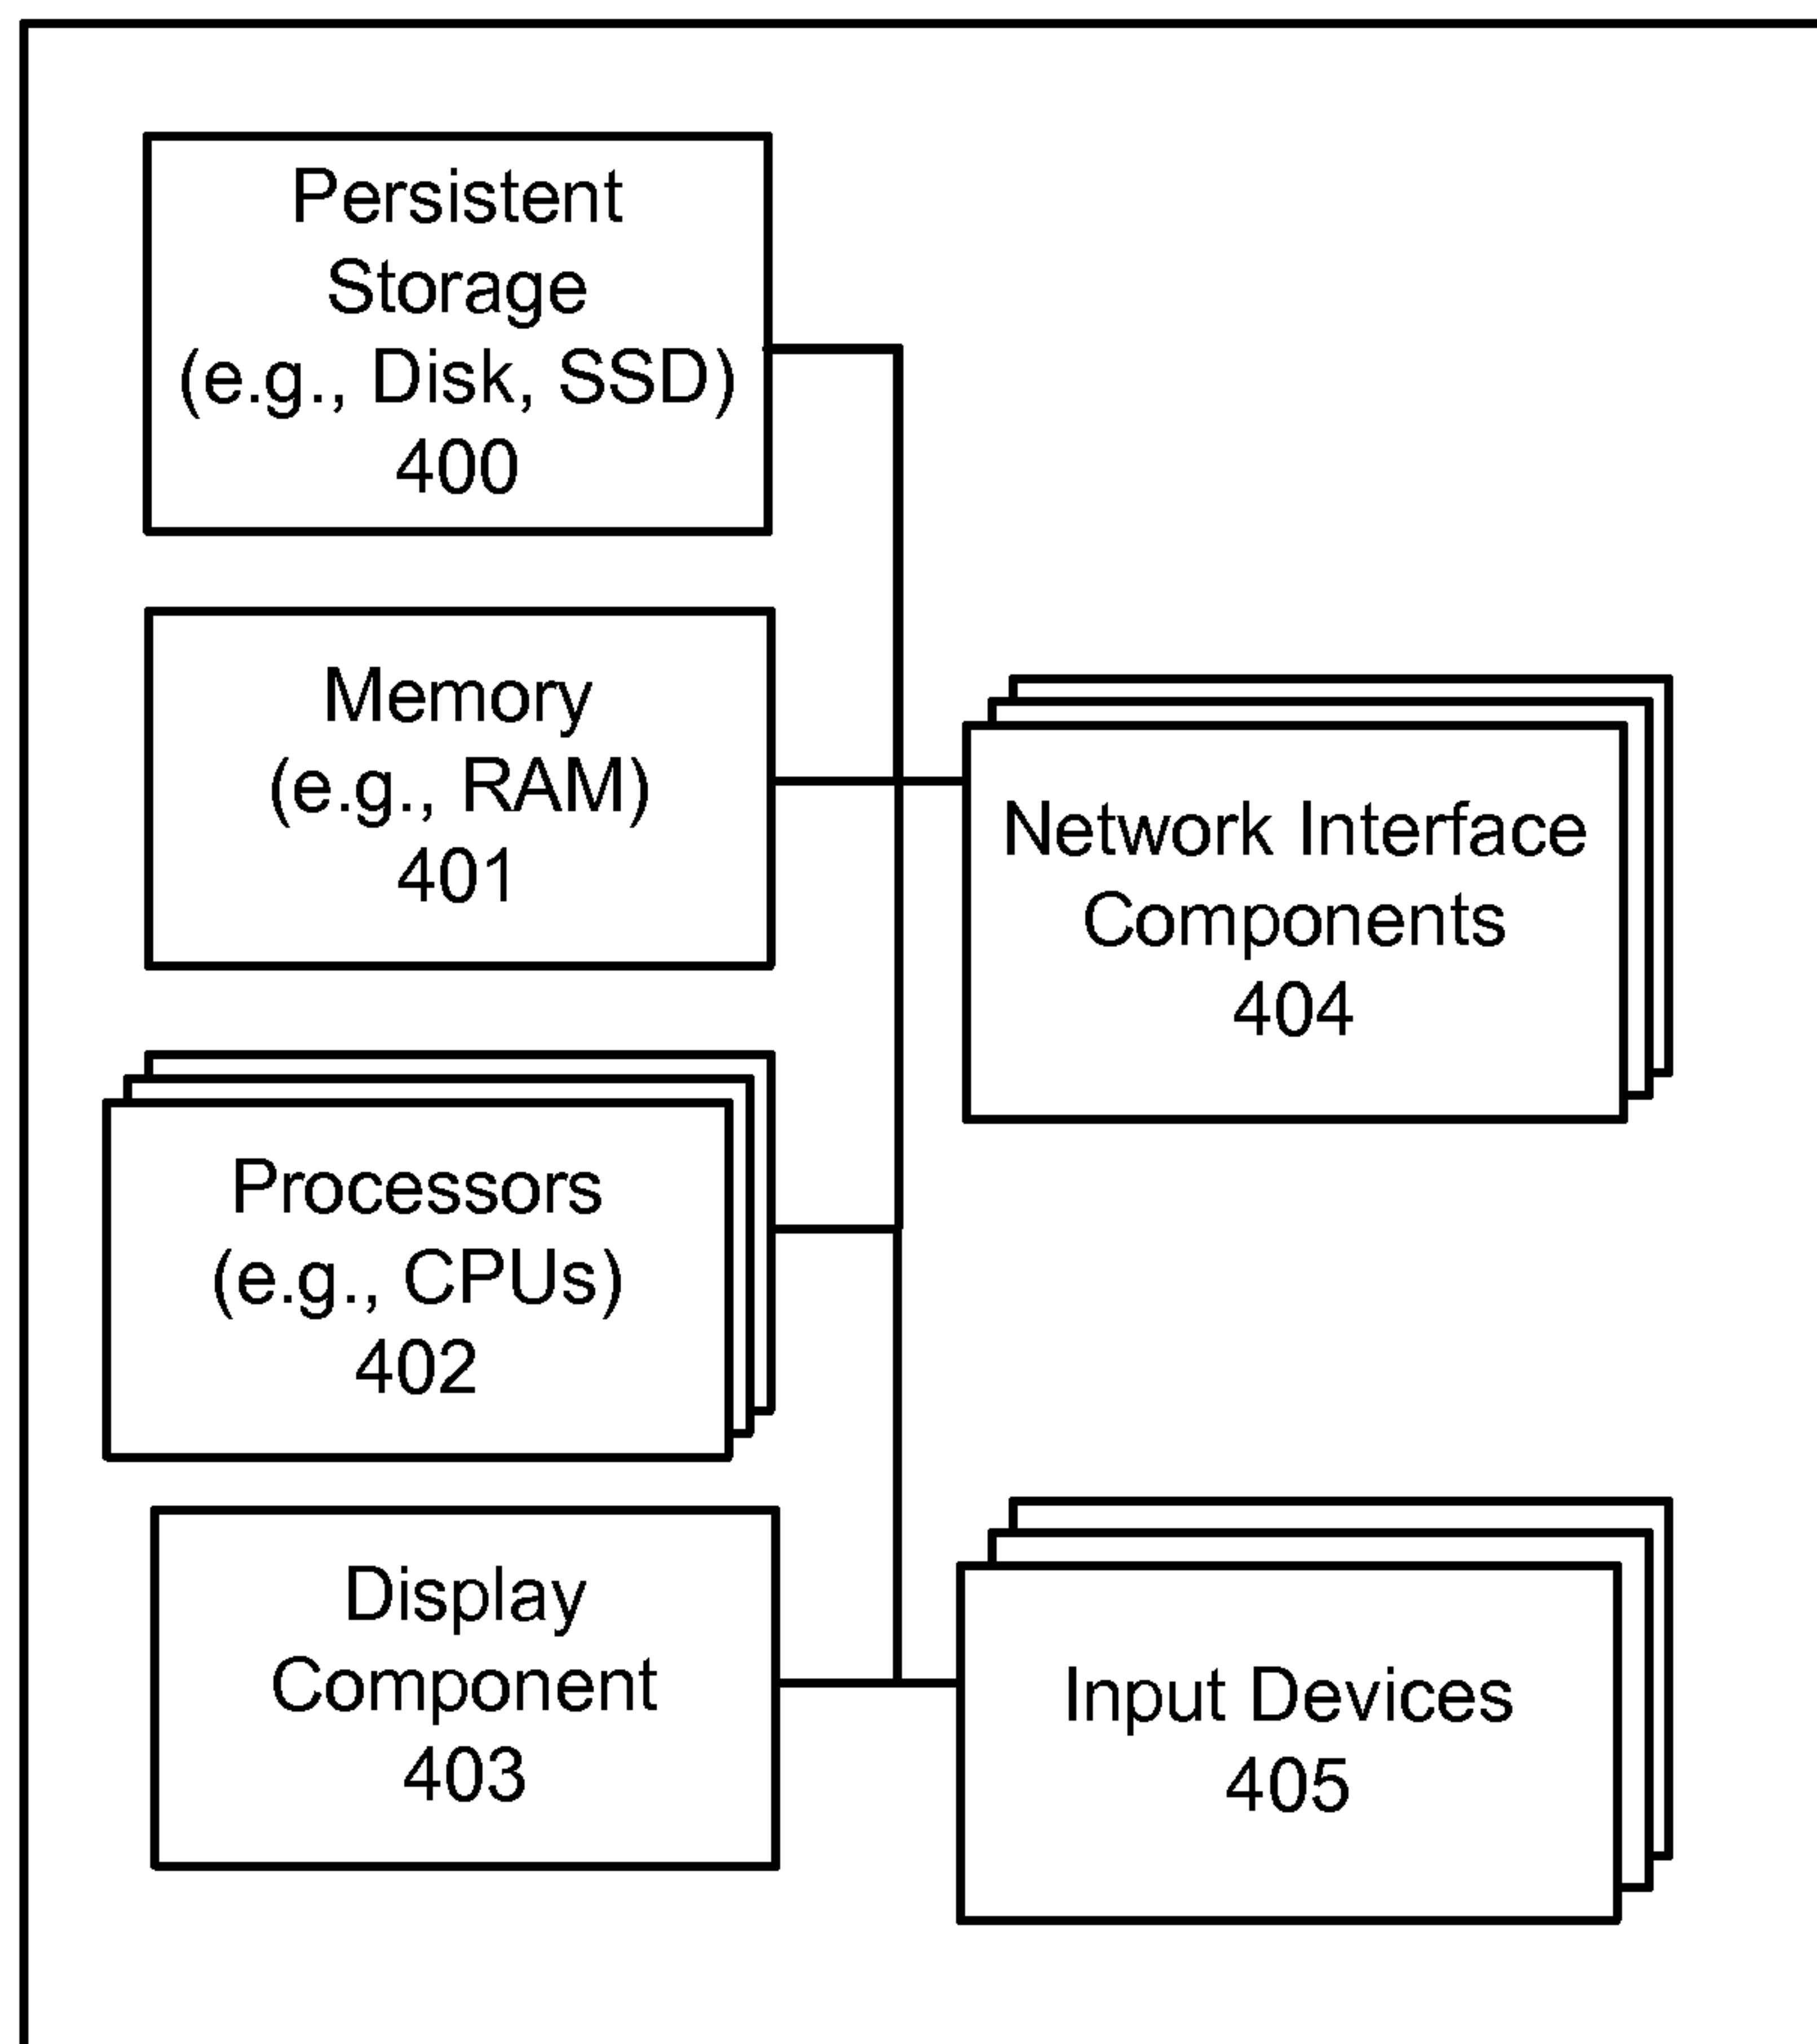 Persistent
Storage
(e.g., Disk, SSD)
400
Memory
(e.g., RAM)
401
Processors
(e.g., CPUs)
402
Display
Component
403
Network Interface
Components
404
Input Devices
405